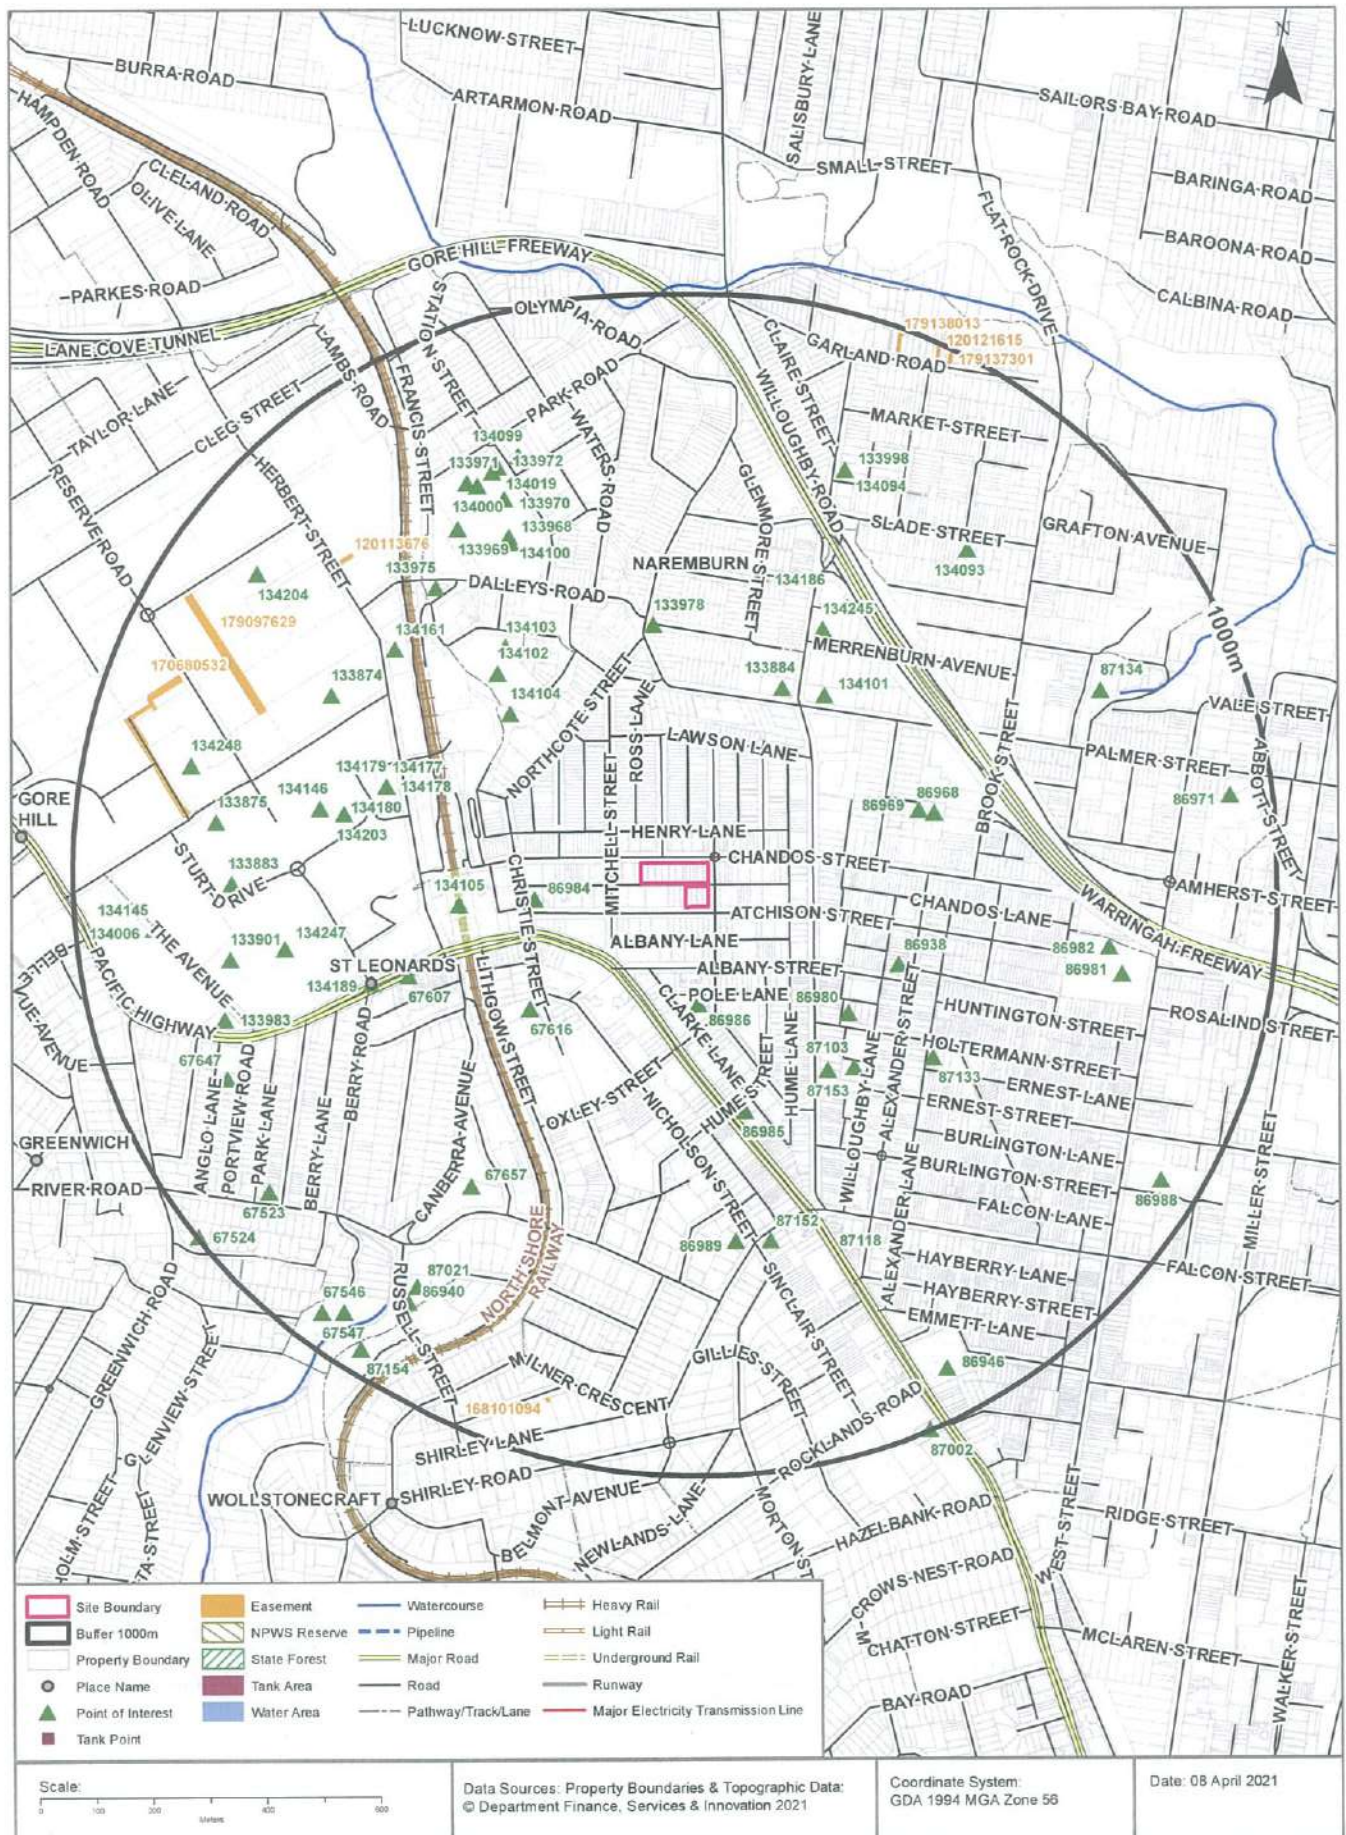 N
LUCKNOW STREET
BURRA ROAD
ARTARMON ROAD
SALISBURY LANE
SAILORS BAY ROAD
HAMPDEN ROAD
CLELAND ROAD
OLIVE LANE
SMALL STREET
BARINGA ROAD
FLAT ROCK DRIVE
BAROONA ROAD
GORE HILL FREEWAY
PARKES ROAD
STATION STREET
CALBINA ROAD
OLYMPIA ROAD
LANE COVE TUNNEL
LAMBS ROAD
FRANCIS STREET
CLAIRE STREET
GARLAND ROAD
179138013
120121615
179137301
TAYLOR LANE
CLEG STREET
PARK ROAD
WATERS ROAD
WILLOUGHBY ROAD
MARKET STREET
RESERVE ROAD
HERBERT STREET
134099
133971
133972
134019
134000
133970
133968
133969
134100
GLENMORE STREET
133998
134094
SLADE STREET
GRAFTON AVENUE
134093
120113676
133975
DALLEYS ROAD
NAREMBURN
134186
134204
179097629
133978
134245
1000m
134161
134103
134102
MERRENBURN AVENUE
170680532
133874
134104
133884
134101
87134
VALE STREET
NORTHCOTE STREET
ROSS LANE
MITCHELL STREET
LAWSON LANE
BROOK STREET
PALMER STREET
ABBOTT STREET
134248
134179
134177
134178
134146
134180
134203
86969
86968
86971
GORE
HILL
133875
HENRY LANE
CHANDOS STREET
STURT DRIVE
133883
134105
CHRISTIE STREET
86984
AMHERST STREET
ATCHISON STREET
CHANDOS LANE
WARRINGAH FREEWAY
134145
134006
THE AVENUE
133901
134247
ALBANY LANE
86938
86982
86981
ST LEONARDS
ALBANY STREET
BELLEVUE AVENUE
PACIFIC HIGHWAY
134189
67607
LITHGOW STREET
POLE LANE
86980
86986
HUNTINGTON STREET
ROSALIND STREET
133983
67616
CLARKE LANE
HUME LANE
87103
87153
HOLTERMANN STREET
87133
67647
BERRY ROAD
CANBERRA AVENUE
OXLEY STREET
HUME STREET
WILLOUGHBY LANE
ALEXANDER STREET
ERNEST LANE
ERNEST STREET
86985
GREENWICH
ANGLO LANE
PORTVIEW ROAD
PARK LANE
BERRY LANE
NICHOLSON STREET
BURLINGTON LANE
BURLINGTON STREET
RIVER ROAD
67523
67657
86988
MILLER STREET
FALCON LANE
67524
NORTH SHORE
RAILWAY
86989
87152
87118
ALEXANDER LANE
HAYBERRY LANE
FALCON STREET
87021
86940
HAYBERRY STREET
67546
67547
RUSSELL STREET
SINCLAIR STREET
EMMETT LANE
GREENWICH ROAD
GLENVIEW STREET
87154
MILNER CRESCENT
GILLIES STREET
86946
168101094
ROCKLANDS ROAD
SHIRLEY LANE
87002
WOLLSTONECRAFT
SHIRLEY ROAD
BELMONT AVENUE
NEWLANDS LANE
MORTON ST
HAZELBANK ROAD
WEST STREET
RIDGE STREET
HOLM STREET
TA STREET
CROWS NEST ROAD
CHATTON STREET
MCLAREN STREET
WALKER STREET
BAY ROAD
Site Boundary
Buffer 1000m
Property Boundary
Place Name
Point of Interest
Tank Point
Easement
NPWS Reserve
State Forest
Tank Area
Water Area
Watercourse
Pipeline
Major Road
Road
Pathway/Track/Lane
Heavy Rail
Light Rail
Underground Rail
Runway
Major Electricity Transmission Line
Scale:
0 100 200 400 600
Meters
Data Sources: Property Boundaries & Topographic Data:
© Department Finance, Services & Innovation 2021
Coordinate System:
GDA 1994 MGA Zone 56
Date: 08 April 2021